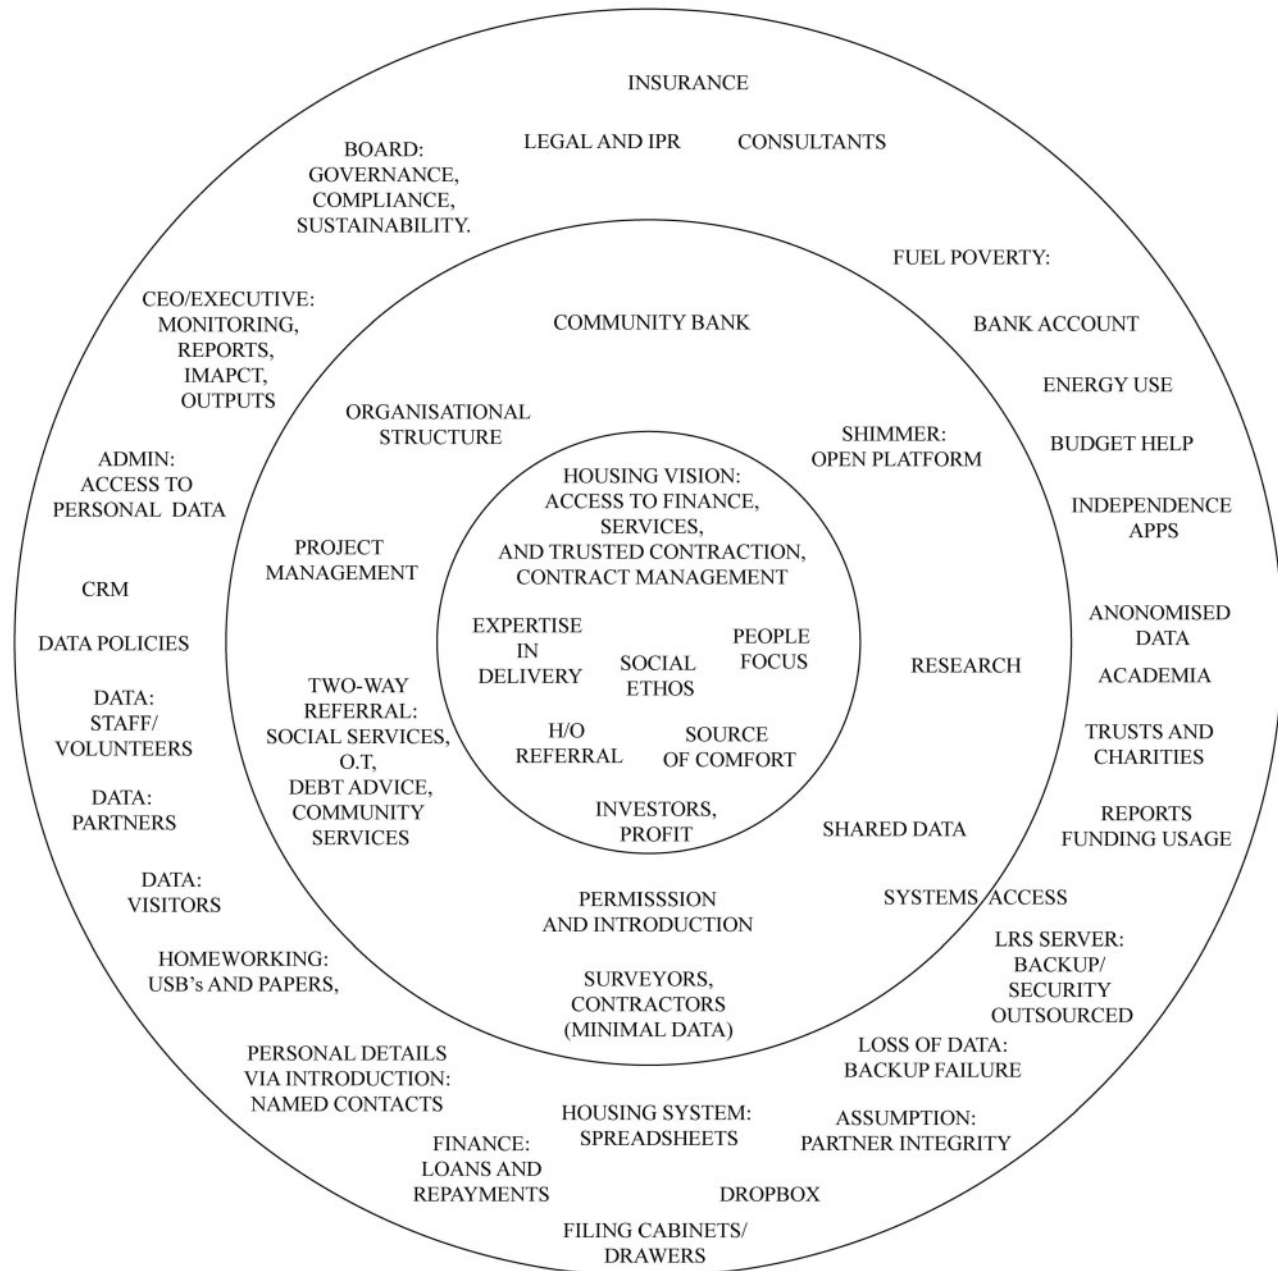 INSURANCE
LEGAL AND IPR
CONSULTANTS
BOARD:
GOVERNANCE,
COMPLIANCE,
SUSTAINABILITY.
FUEL POVERTY:
CEO/EXECUTIVE:
MONITORING,
REPORTS,
IMAPCT,
OUTPUTS
COMMUNITY BANK
BANK ACCOUNT
ENERGY USE
ORGANISATIONAL
STRUCTURE
SHIMMER:
OPEN PLATFORM
BUDGET HELP
ADMIN:
ACCESS TO
PERSONAL DATA
HOUSING VISION:
ACCESS TO FINANCE,
SERVICES,
AND TRUSTED CONTRACTION,
CONTRACT MANAGEMENT
INDEPENDENCE
APPS
PROJECT
MANAGEMENT
CRM
DATA POLICIES
EXPERTISE
IN
DELIVERY
SOCIAL
ETHOS
PEOPLE
FOCUS
RESEARCH
ANONOMISED
DATA
ACADEMIA
DATA:
STAFF/
VOLUNTEERS
TWO-WAY
REFERRAL:
SOCIAL SERVICES,
O.T,
DEBT ADVICE,
COMMUNITY
SERVICES
H/O
REFERRAL
SOURCE
OF COMFORT
TRUSTS AND
CHARITIES
DATA:
PARTNERS
INVESTORS,
PROFIT
SHARED DATA
REPORTS
FUNDING USAGE
DATA:
VISITORS
PERMISSSION
AND INTRODUCTION
SYSTEMS ACCESS
HOMEWORKING:
USB's AND PAPERS,
SURVEYORS,
CONTRACTORS
(MINIMAL DATA)
LRS SERVER:
BACKUP/
SECURITY
OUTSOURCED
PERSONAL DETAILS
VIA INTRODUCTION:
NAMED CONTACTS
LOSS OF DATA:
BACKUP FAILURE
HOUSING SYSTEM:
SPREADSHEETS
ASSUMPTION:
PARTNER INTEGRITY
FINANCE:
LOANS AND
REPAYMENTS
DROPBOX
FILING CABINETS/
DRAWERS